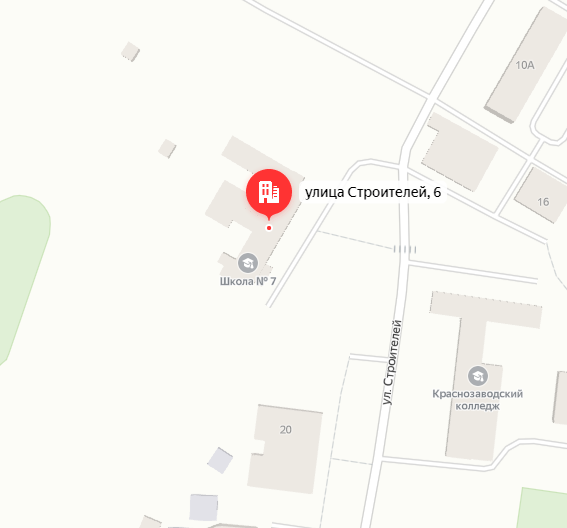 10А
улица Строителей, 6
16
Школа № 7
ул. Строителей
Краснозаводский
колледж
20